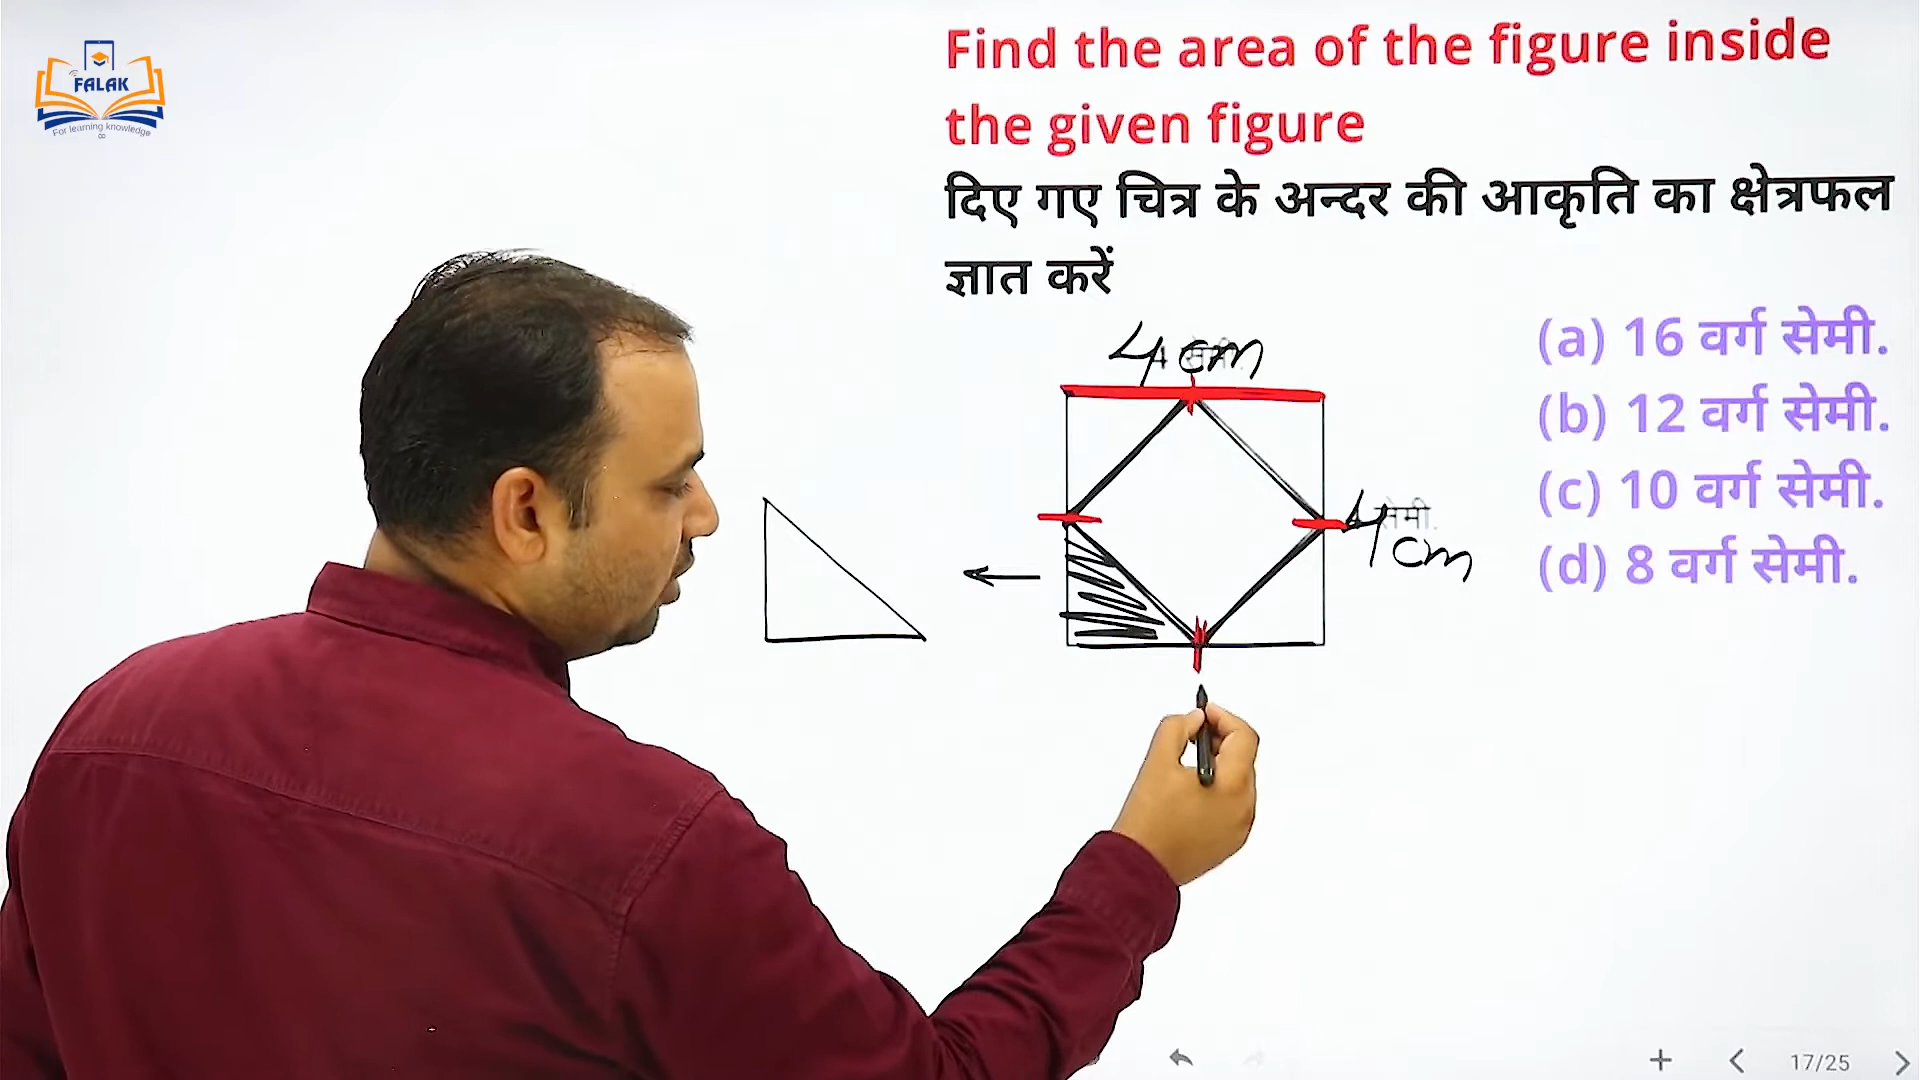 FALAK
For learning knowledge
Find the area of the figure inside
the given figure
दिए गए चित्र के अन्दर की आकृति का क्षेत्रफल
ज्ञात करें
4 cm
4 cm
(a) 16 वर्ग सेमी.
(b) 12 वर्ग सेमी.
(c) 10 वर्ग सेमी.
(d) 8 वर्ग सेमी.
17/25